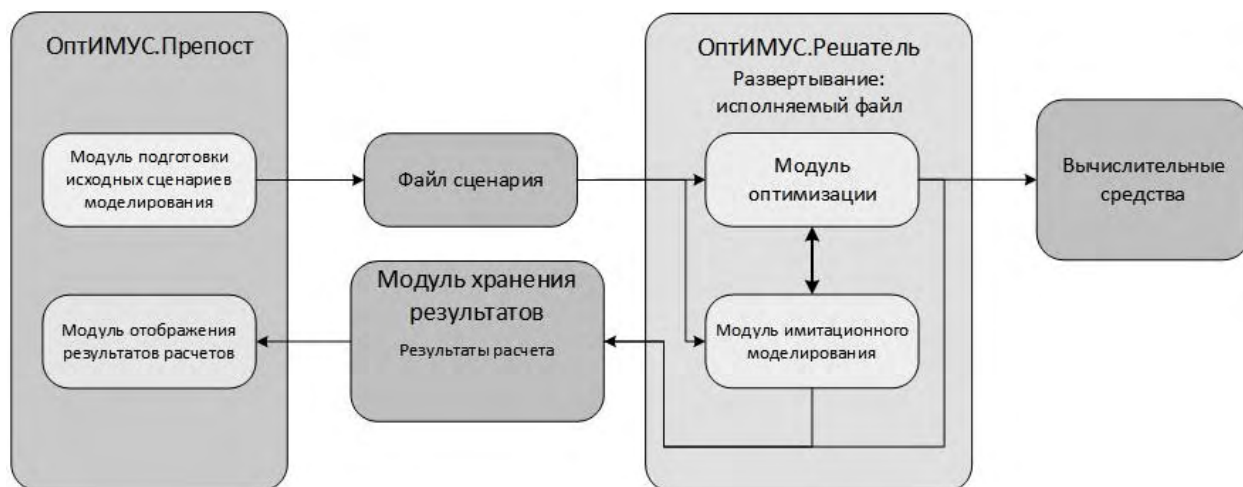 ОптИМУС.Препост
Модуль подготовки
исходных сценариев
моделирования
Модуль отображения
результатов расчетов
Файл сценария
Модуль хранения
результатов
Результаты расчета
ОптИМУС.Решатель
Развертывание:
исполняемый файл
Модуль
оптимизации
Модуль имитационного
моделирования
Вычислительные
средства